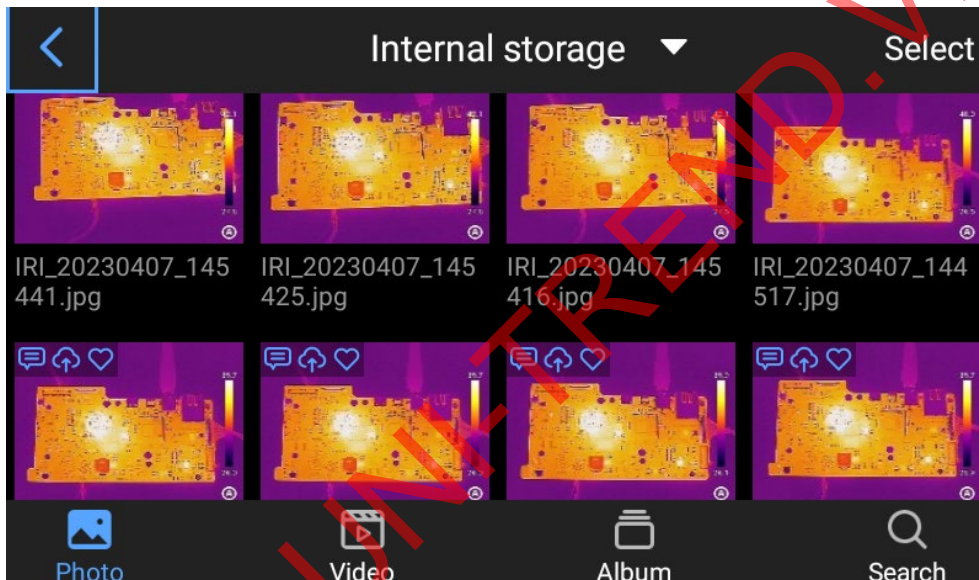 Internal storage
Select
IRI_20230407_145
441.jpg
IRI_20230407_145
425.jpg
IRI_20230407_145
416.jpg
IRI_20230407_144
517.jpg
Photo
Video
Album
Search
UNI-TREND.V